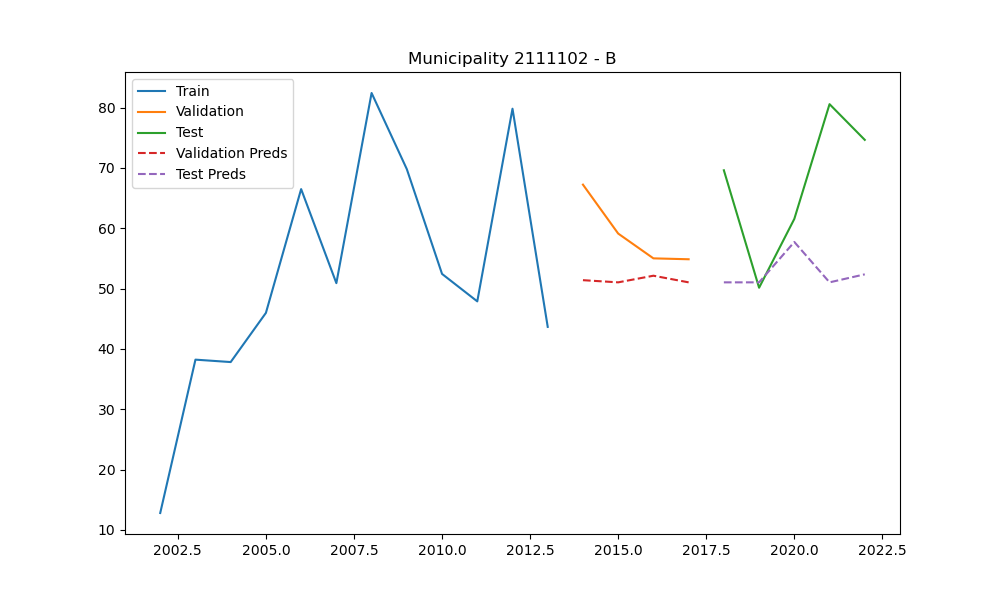 Municipality 2111102 - B
Train
Validation
Test
Validation Preds
Test Preds
80
70
60
50
40
30
20
10
2002.5 2005.0 2007.5 2010.0 2012.5 2015.0 2017.5 2020.0 2022.5